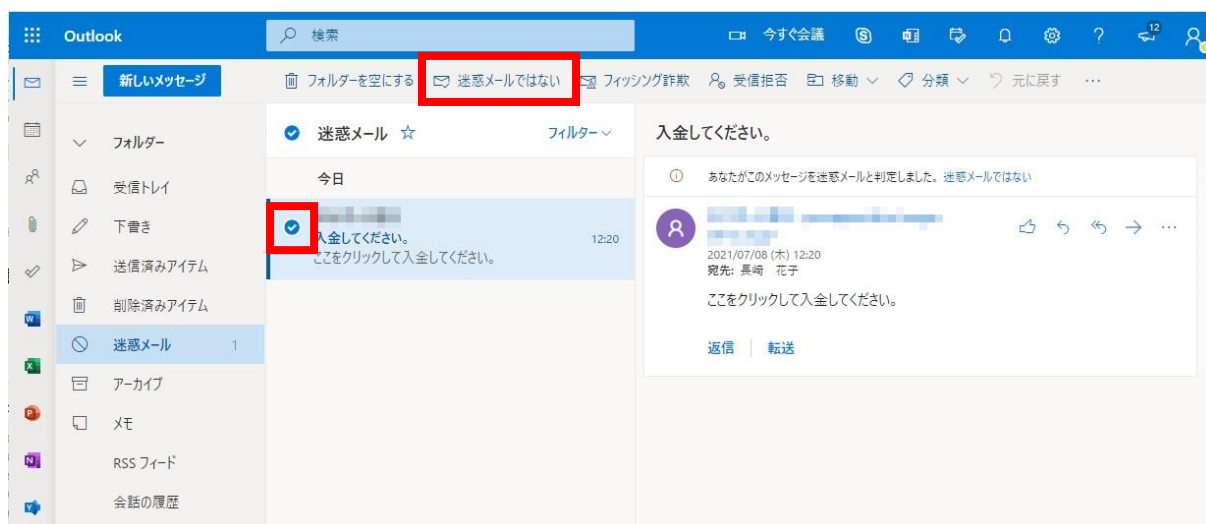 Outlook
検索
今すぐ会議
12
新しいメッセージ
フォルダーを空にする 迷惑メールではない フィッシング詐欺 受信拒否 移動 分類 元に戻す …
フォルダー
受信トレイ
下書き
送信済みアイテム
削除済みアイテム
迷惑メール 1
アーカイブ
メモ
RSS フィード
会話の履歴
迷惑メール
フィルター
今日
入金してください。 12:20
ここをクリックして入金してください。
入金してください。
あなたがこのメッセージを迷惑メールと判定しました。迷惑メールではない
2021/07/08 (木) 12:20
宛先: 長崎 花子
ここをクリックして入金してください。
返信 転送